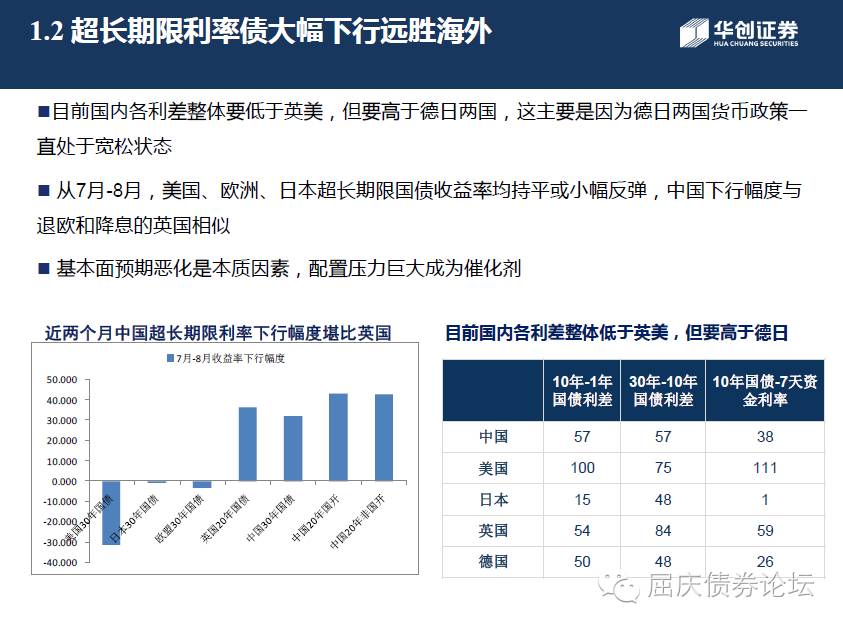 1.2 超长期限利率债大幅下行远胜海外
华创证券
HUA CHUANG SECURITIES
■目前国内各利差整体要低于英美，但要高于德日两国，这主要是因为德日两国货币政策一
直处于宽松状态
■ 从7月-8月，美国、欧洲、日本超长期限国债收益率均持平或小幅反弹，中国下行幅度与
退欧和降息的英国相似
■ 基本面预期恶化是本质因素，配置压力巨大成为催化剂
近两个月中国超长期限利率下行幅度堪比英国
7月-8月收益率下行幅度
50.000
40.000
30.000
20.000
10.000
0.000
-10.000
-20.000
-30.000
-40.000
美国30年国债
日本30年国债
欧盟30年国债
英国20年国债
中国30年国债
中国20年国开
中国20年非国开
目前国内各利差整体低于英美，但要高于德日
10年-1年 30年-10年 10年国债-7天资
国债利差 国债利差 金利率
中国 57 57 38
美国 100 75 111
日本 15 48 1
英国 54 84 59
德国 50 48 26
屈庆债券论坛